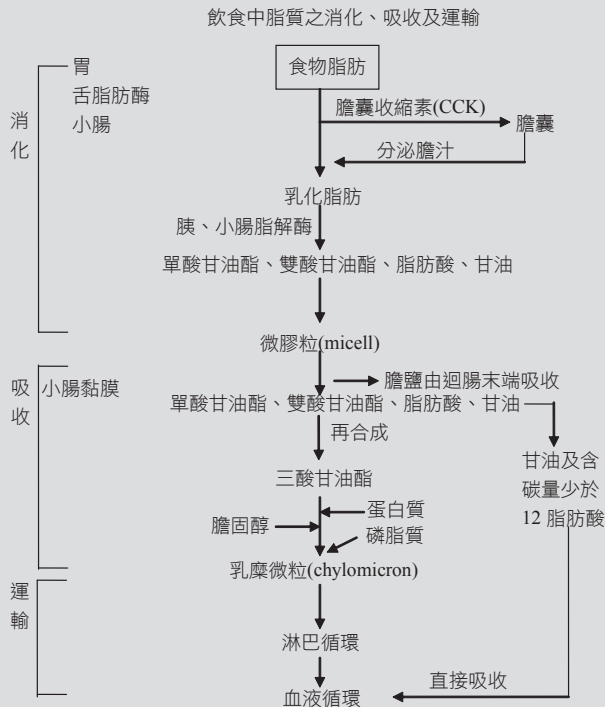 飲食中脂質之消化、吸收及運輸
消化
胃
舌脂肪酶
小腸
食物脂肪
膽囊收縮素(CCK)
膽囊
分泌膽汁
乳化脂肪
胰、小腸脂解酶
單酸甘油酯、雙酸甘油酯、脂肪酸、甘油
微膠粒(micell)
吸收
小腸黏膜
膽鹽由迴腸末端吸收
單酸甘油酯、雙酸甘油酯、脂肪酸、甘油
再合成
甘油及含
碳量少於
12 脂肪酸
三酸甘油酯
蛋白質
膽固醇
磷脂質
乳糜微粒(chylomicron)
運輸
淋巴循環
直接吸收
血液循環